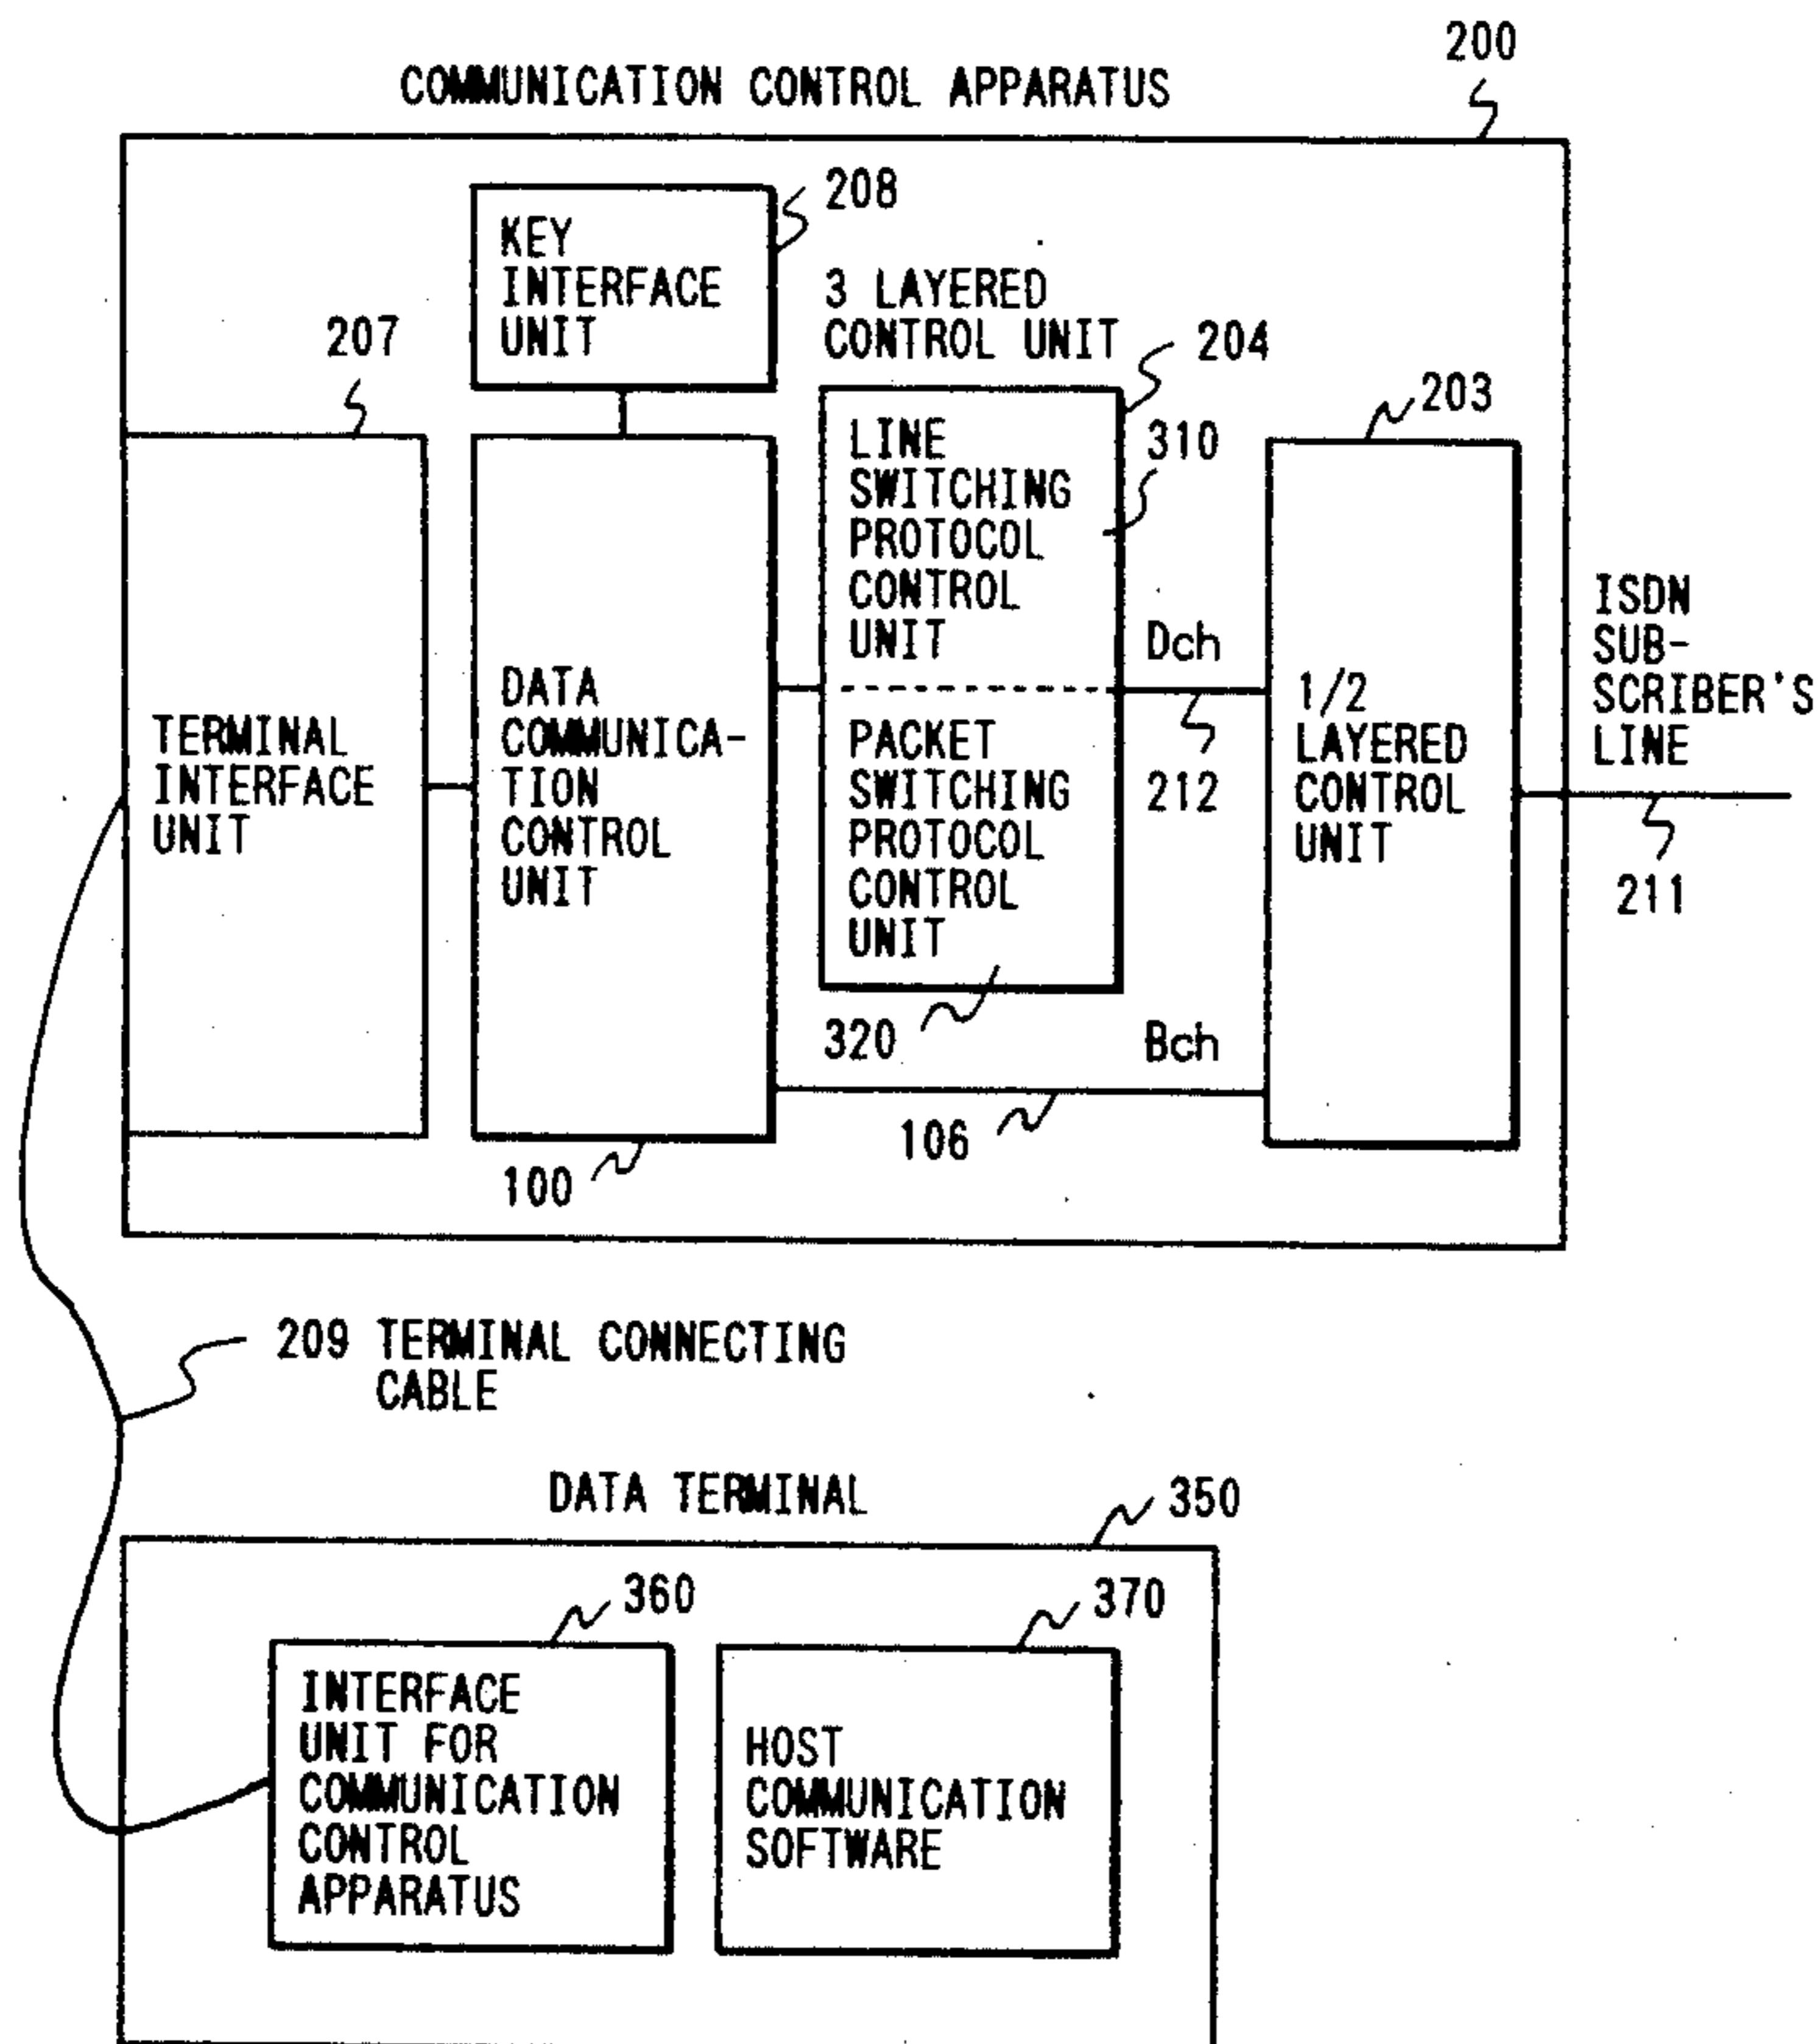 200
COMMUNICATION CONTROL APPARATUS
208
KEY
INTERFACE
UNIT
3 LAYERED
CONTROL UNIT
207
204
203
LINE
SWITCHING
PROTOCOL
CONTROL
UNIT
310
ISDN
SUB-
SCRIBER'S
LINE
Dch
212
DATA
COMMUNICA-
TION
CONTROL
UNIT
TERMINAL
INTERFACE
UNIT
PACKET
SWITCHING
PROTOCOL
CONTROL
UNIT
1/2
LAYERED
CONTROL
UNIT
211
320
Bch
106
100
209 TERMINAL CONNECTING
CABLE
DATA TERMINAL
350
360
370
INTERFACE
UNIT FOR
COMMUNICATION
CONTROL
APPARATUS
HOST
COMMUNICATION
SOFTWARE